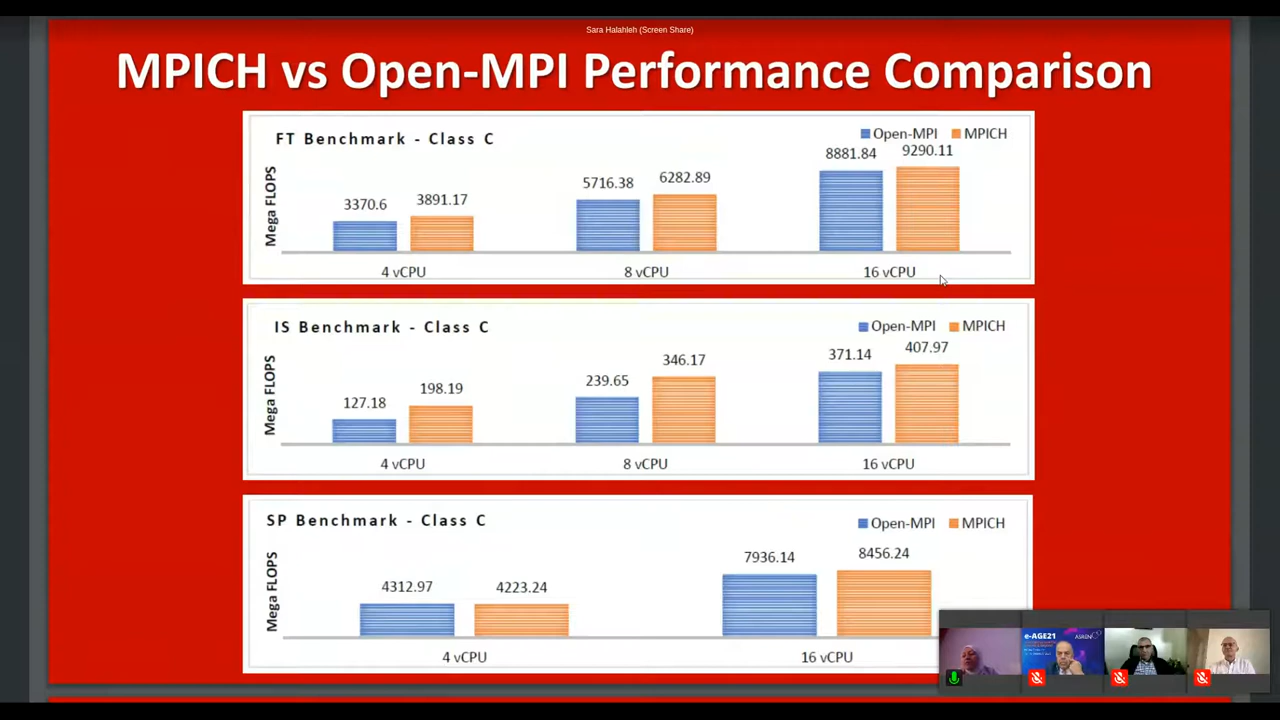 Sara Halahleh (Screen Share)
MPICH vs Open-MPI Performance Comparison
FT Benchmark - Class C
Open-MPI MPICH
Mega FLOPS
3370.6 3891.17 5716.38 6282.89 8881.84 9290.11
4 vCPU 8 vCPU 16 vCPU
IS Benchmark - Class C
Open-MPI MPICH
Mega FLOPS
127.18 198.19 239.65 346.17 371.14 407.97
4 vCPU 8 vCPU 16 vCPU
SP Benchmark - Class C
Open-MPI MPICH
Mega FLOPS
4312.97 4223.24 7936.14 8456.24
4 vCPU 16 vCPU
e-AGE21